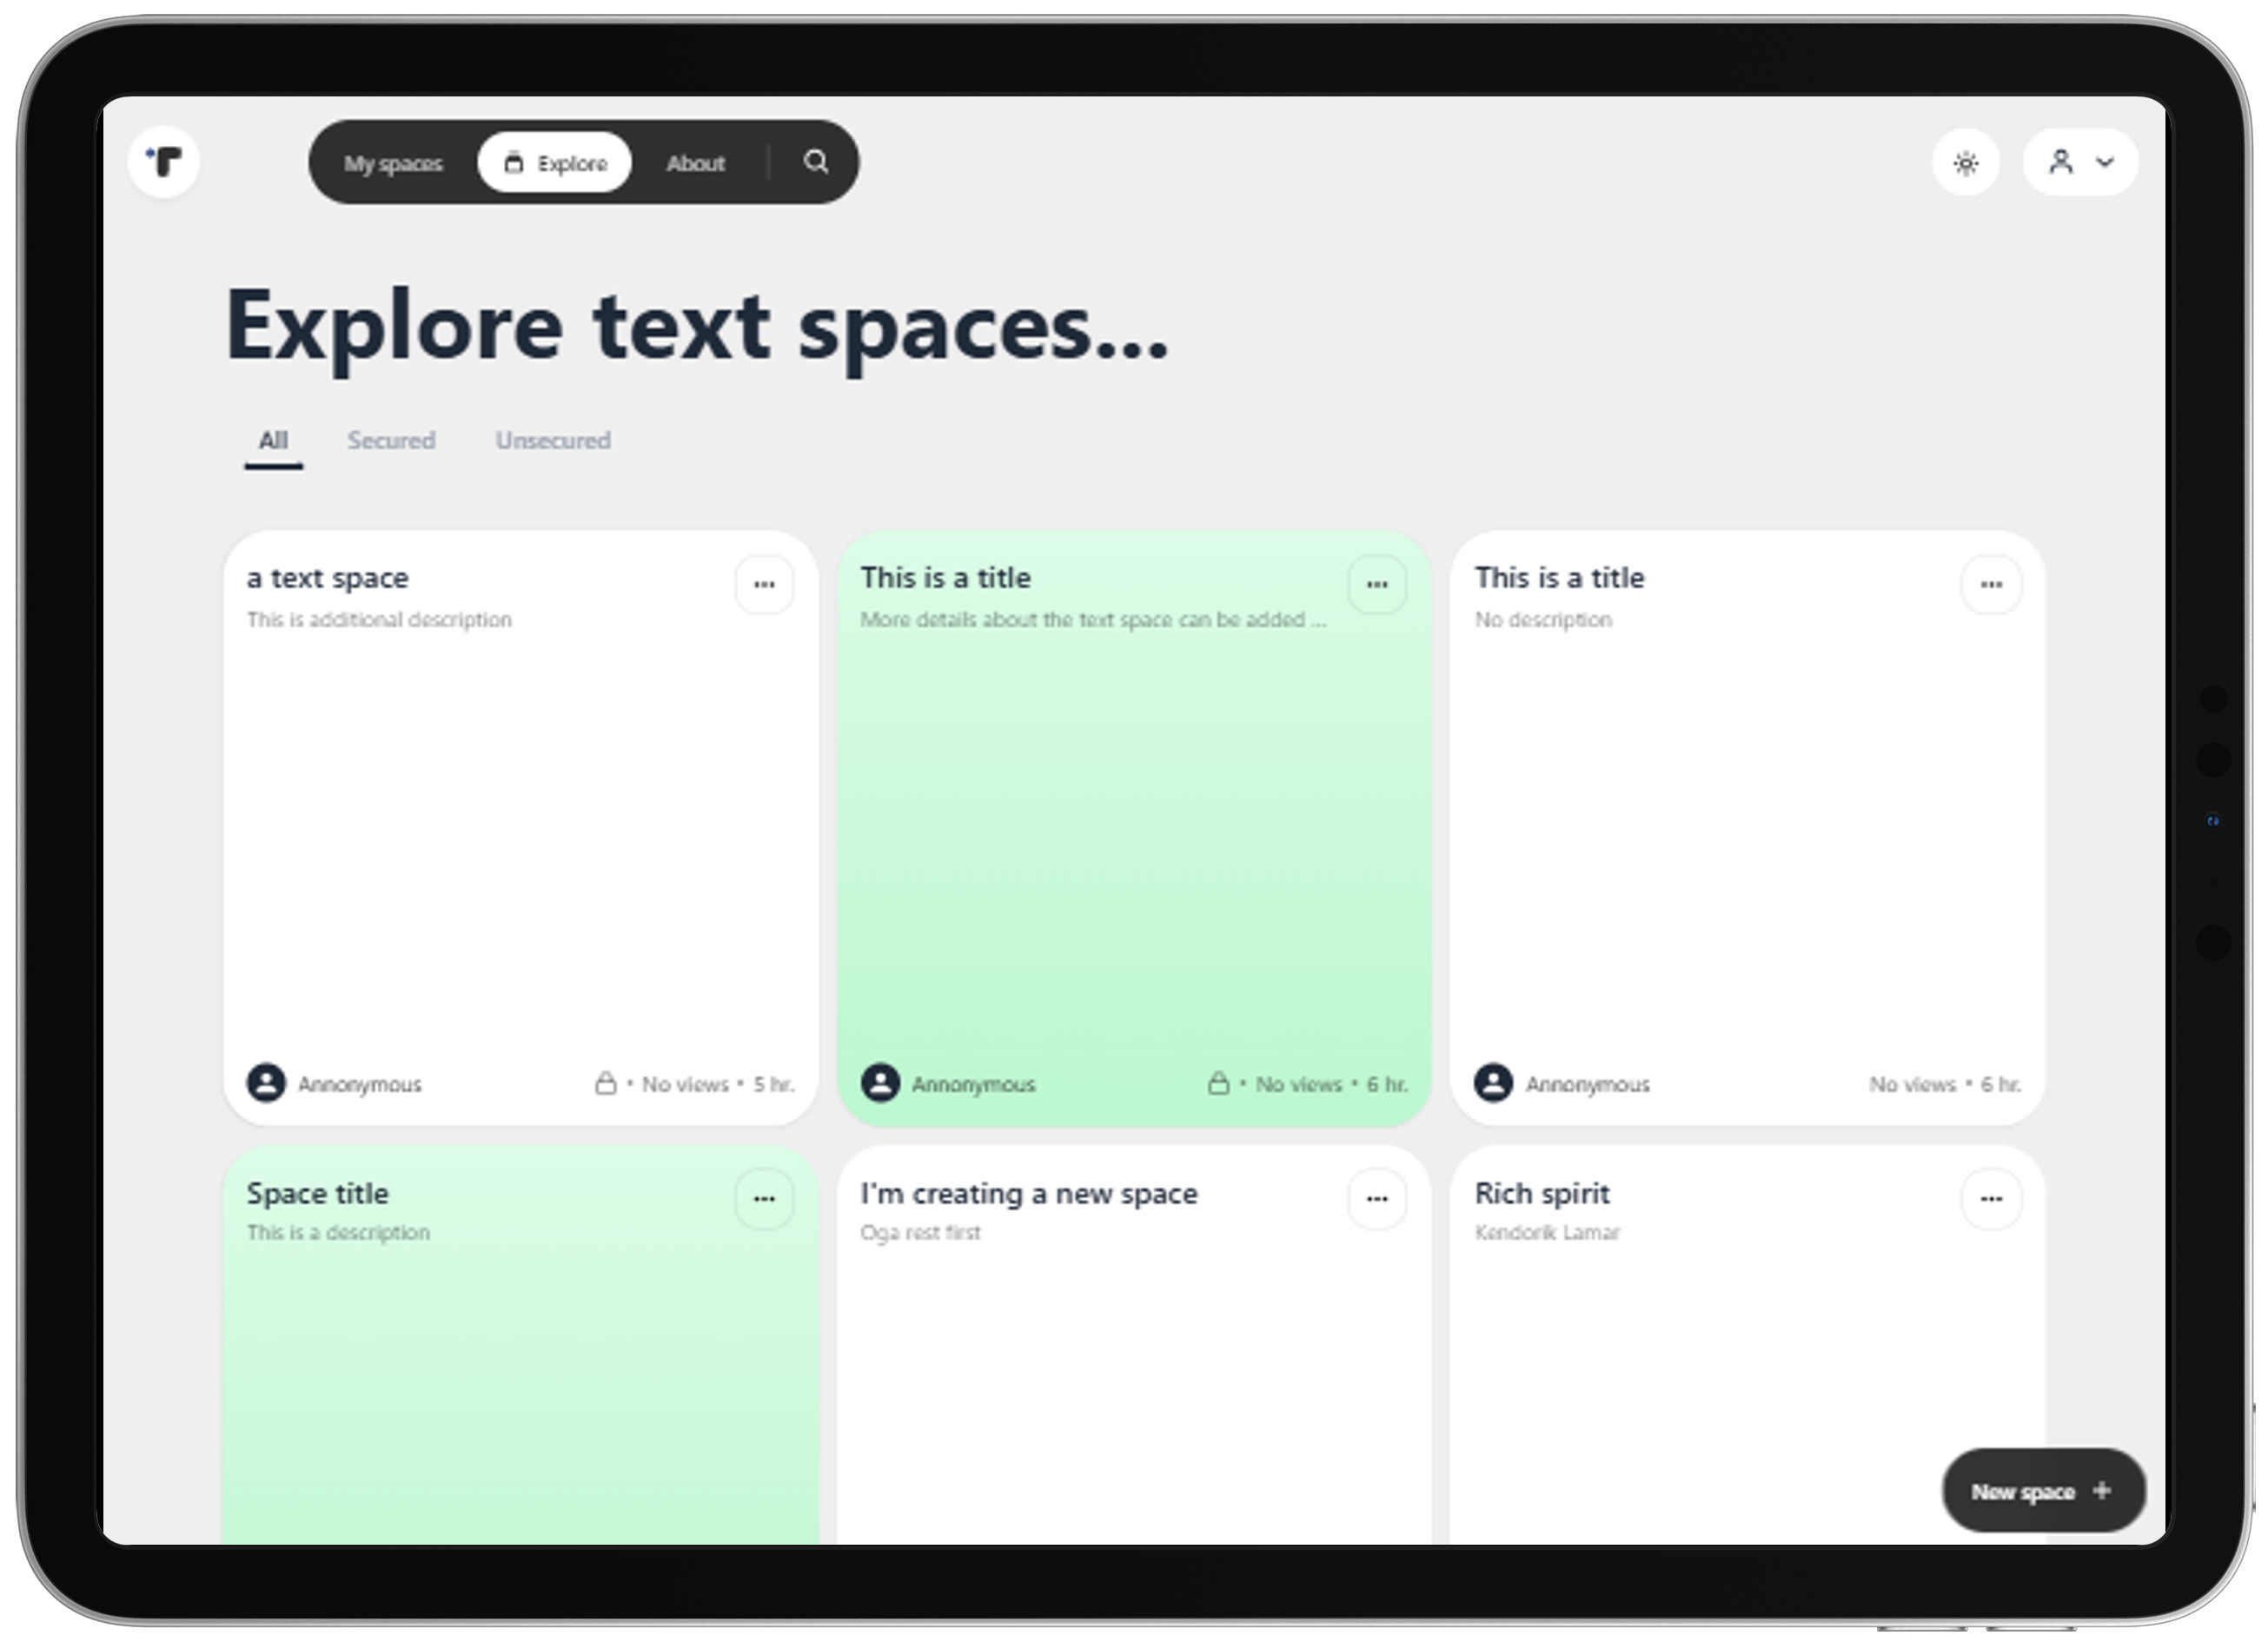 My spaces Explore About
Explore text spaces...
All Secured Unsecured
a text space
This is additional description
Annonymous • No views • 5 hr.
This is a title
More details about the text space can be added ...
Annonymous • No views • 6 hr.
This is a title
No description
Annonymous No views • 6 hr.
Space title
This is a description
I'm creating a new space
Oga rest first
Rich spirit
Kendorik Lamar
New space +